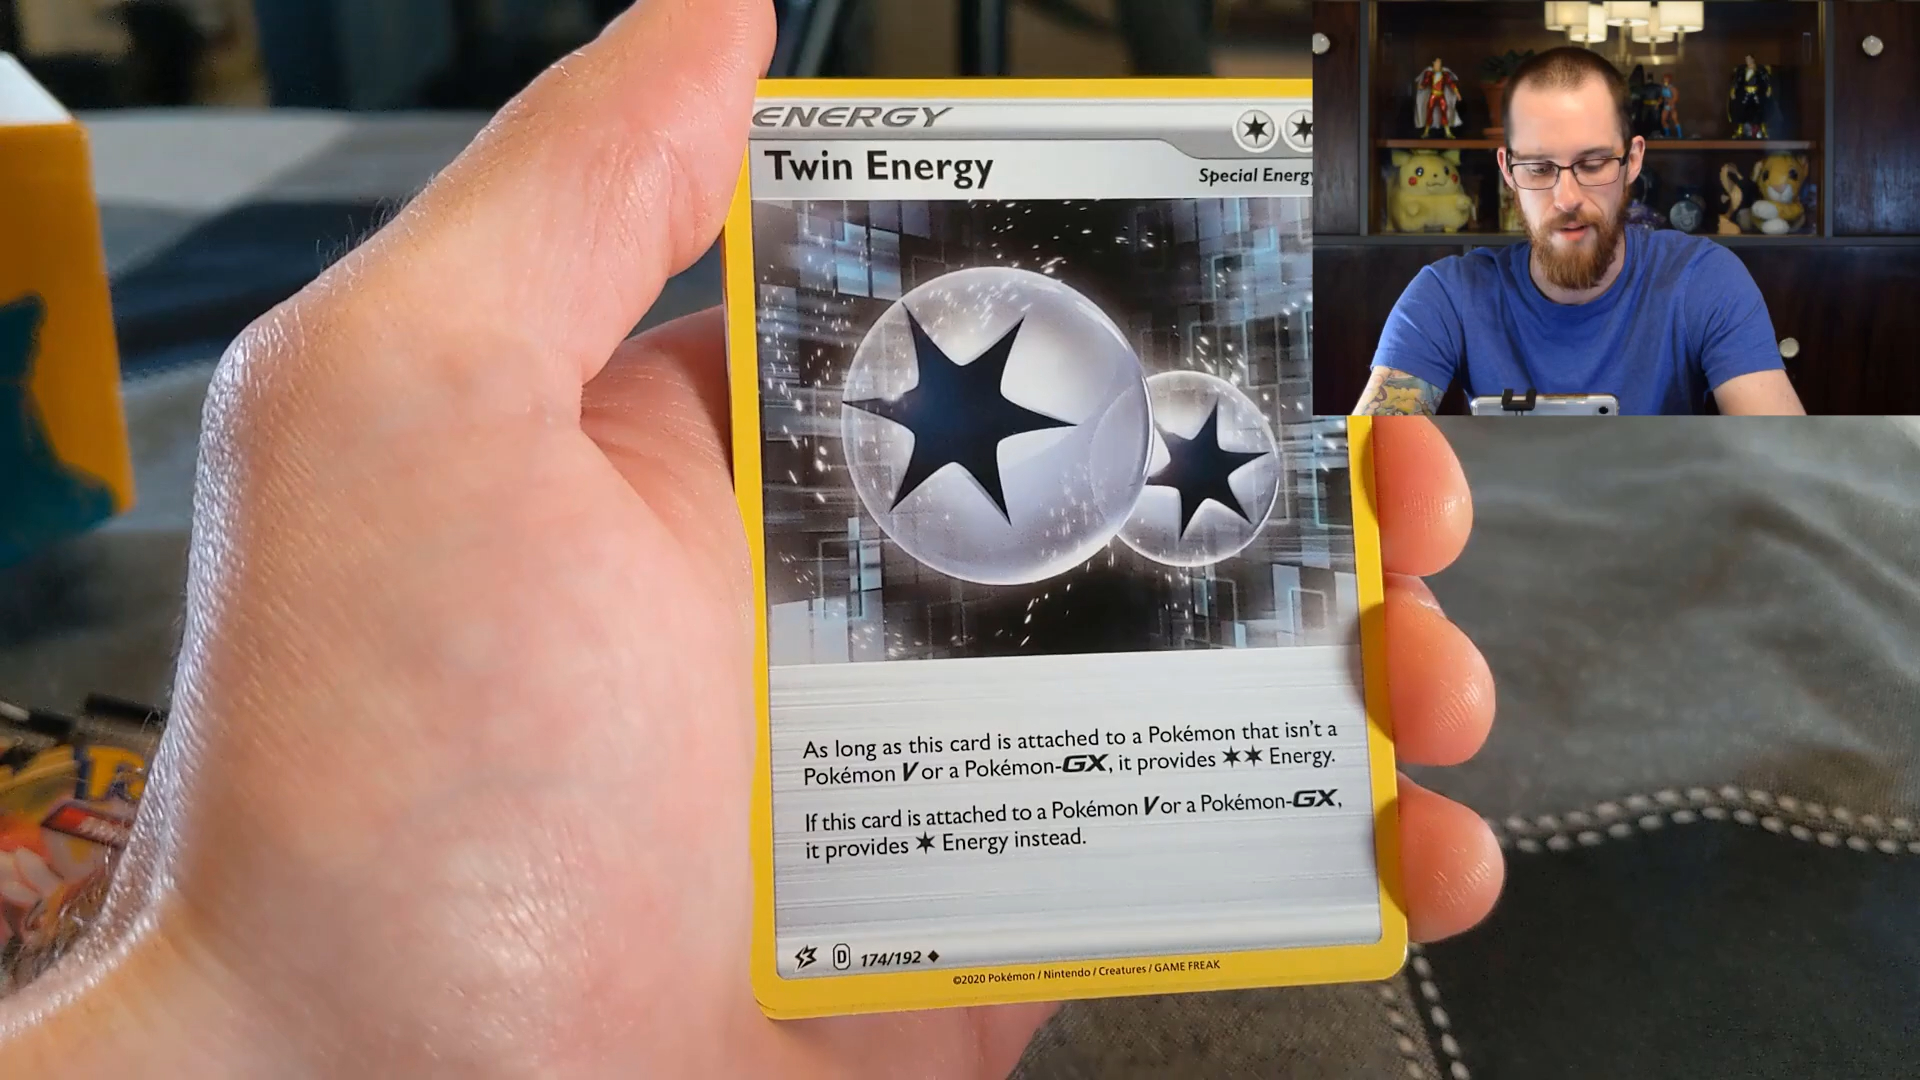 ENERGY
Twin Energy
Special Energy
As long as this card is attached to a Pokémon that isn't a
Pokémon V or a Pokémon-GX, it provides ✶✶ Energy.
If this card is attached to a Pokémon V or a Pokémon-GX,
it provides ✶ Energy instead.
D 174/192 ◆
©2020 Pokémon / Nintendo / Creatures / GAME FREAK